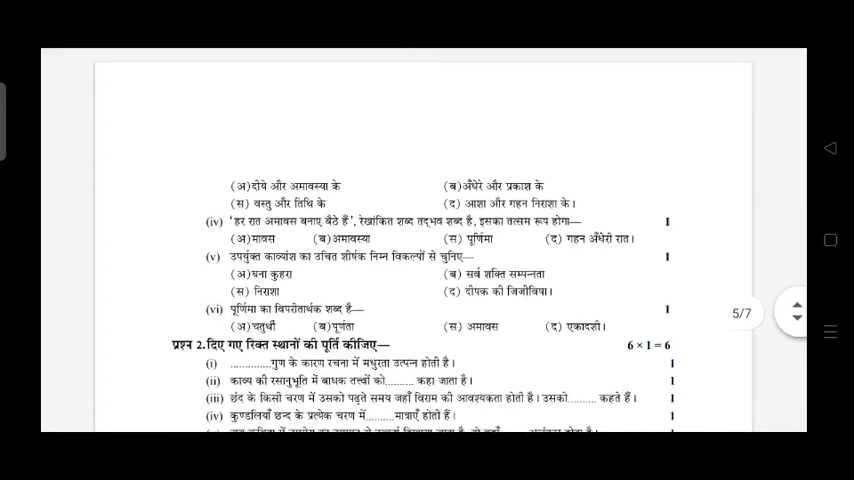 (अ)दीये और अमावस्या के (ब)अँधेरे और प्रकाश के
(स) वस्तु और तिथि के (द) आशा और गहन निराशा के।
(iv) 'हर रात अमावस बनाए बैठे हैं', रेखांकित शब्द तद्भव शब्द है, इसका तत्सम रूप होगा— 1
(अ)मावस (ब)अमावस्या (स) पूर्णिमा (द) गहन अँधेरी रात।
(v) उपर्युक्त काव्यांश का उचित शीर्षक निम्न विकल्पों से चुनिए— 1
(अ)घना कुहरा (ब) सर्व शक्ति सम्पन्नता
(स) निराशा (द) दीपक की जिजीविषा।
(vi) पूर्णिमा का विपरीतार्थक शब्द है— 1
(अ)चतुर्थी (ब)पूर्णता (स) अमावस (द) एकादशी।
प्रश्न 2.दिए गए रिक्त स्थानों की पूर्ति कीजिए— 6 × 1 = 6
(i) .............गुण के कारण रचना में मधुरता उत्पन्न होती है। 1
(ii) काव्य की रसानुभूति में बाधक तत्त्वों को......... कहा जाता है। 1
(iii) छंद के किसी चरण में उसको पढ़ते समय जहाँ विराम की आवश्यकता होती है। उसको......... कहते हैं। 1
(iv) कुण्डलियाँ छन्द के प्रत्येक चरण में.........मात्राएँ होती हैं। 1
5/7